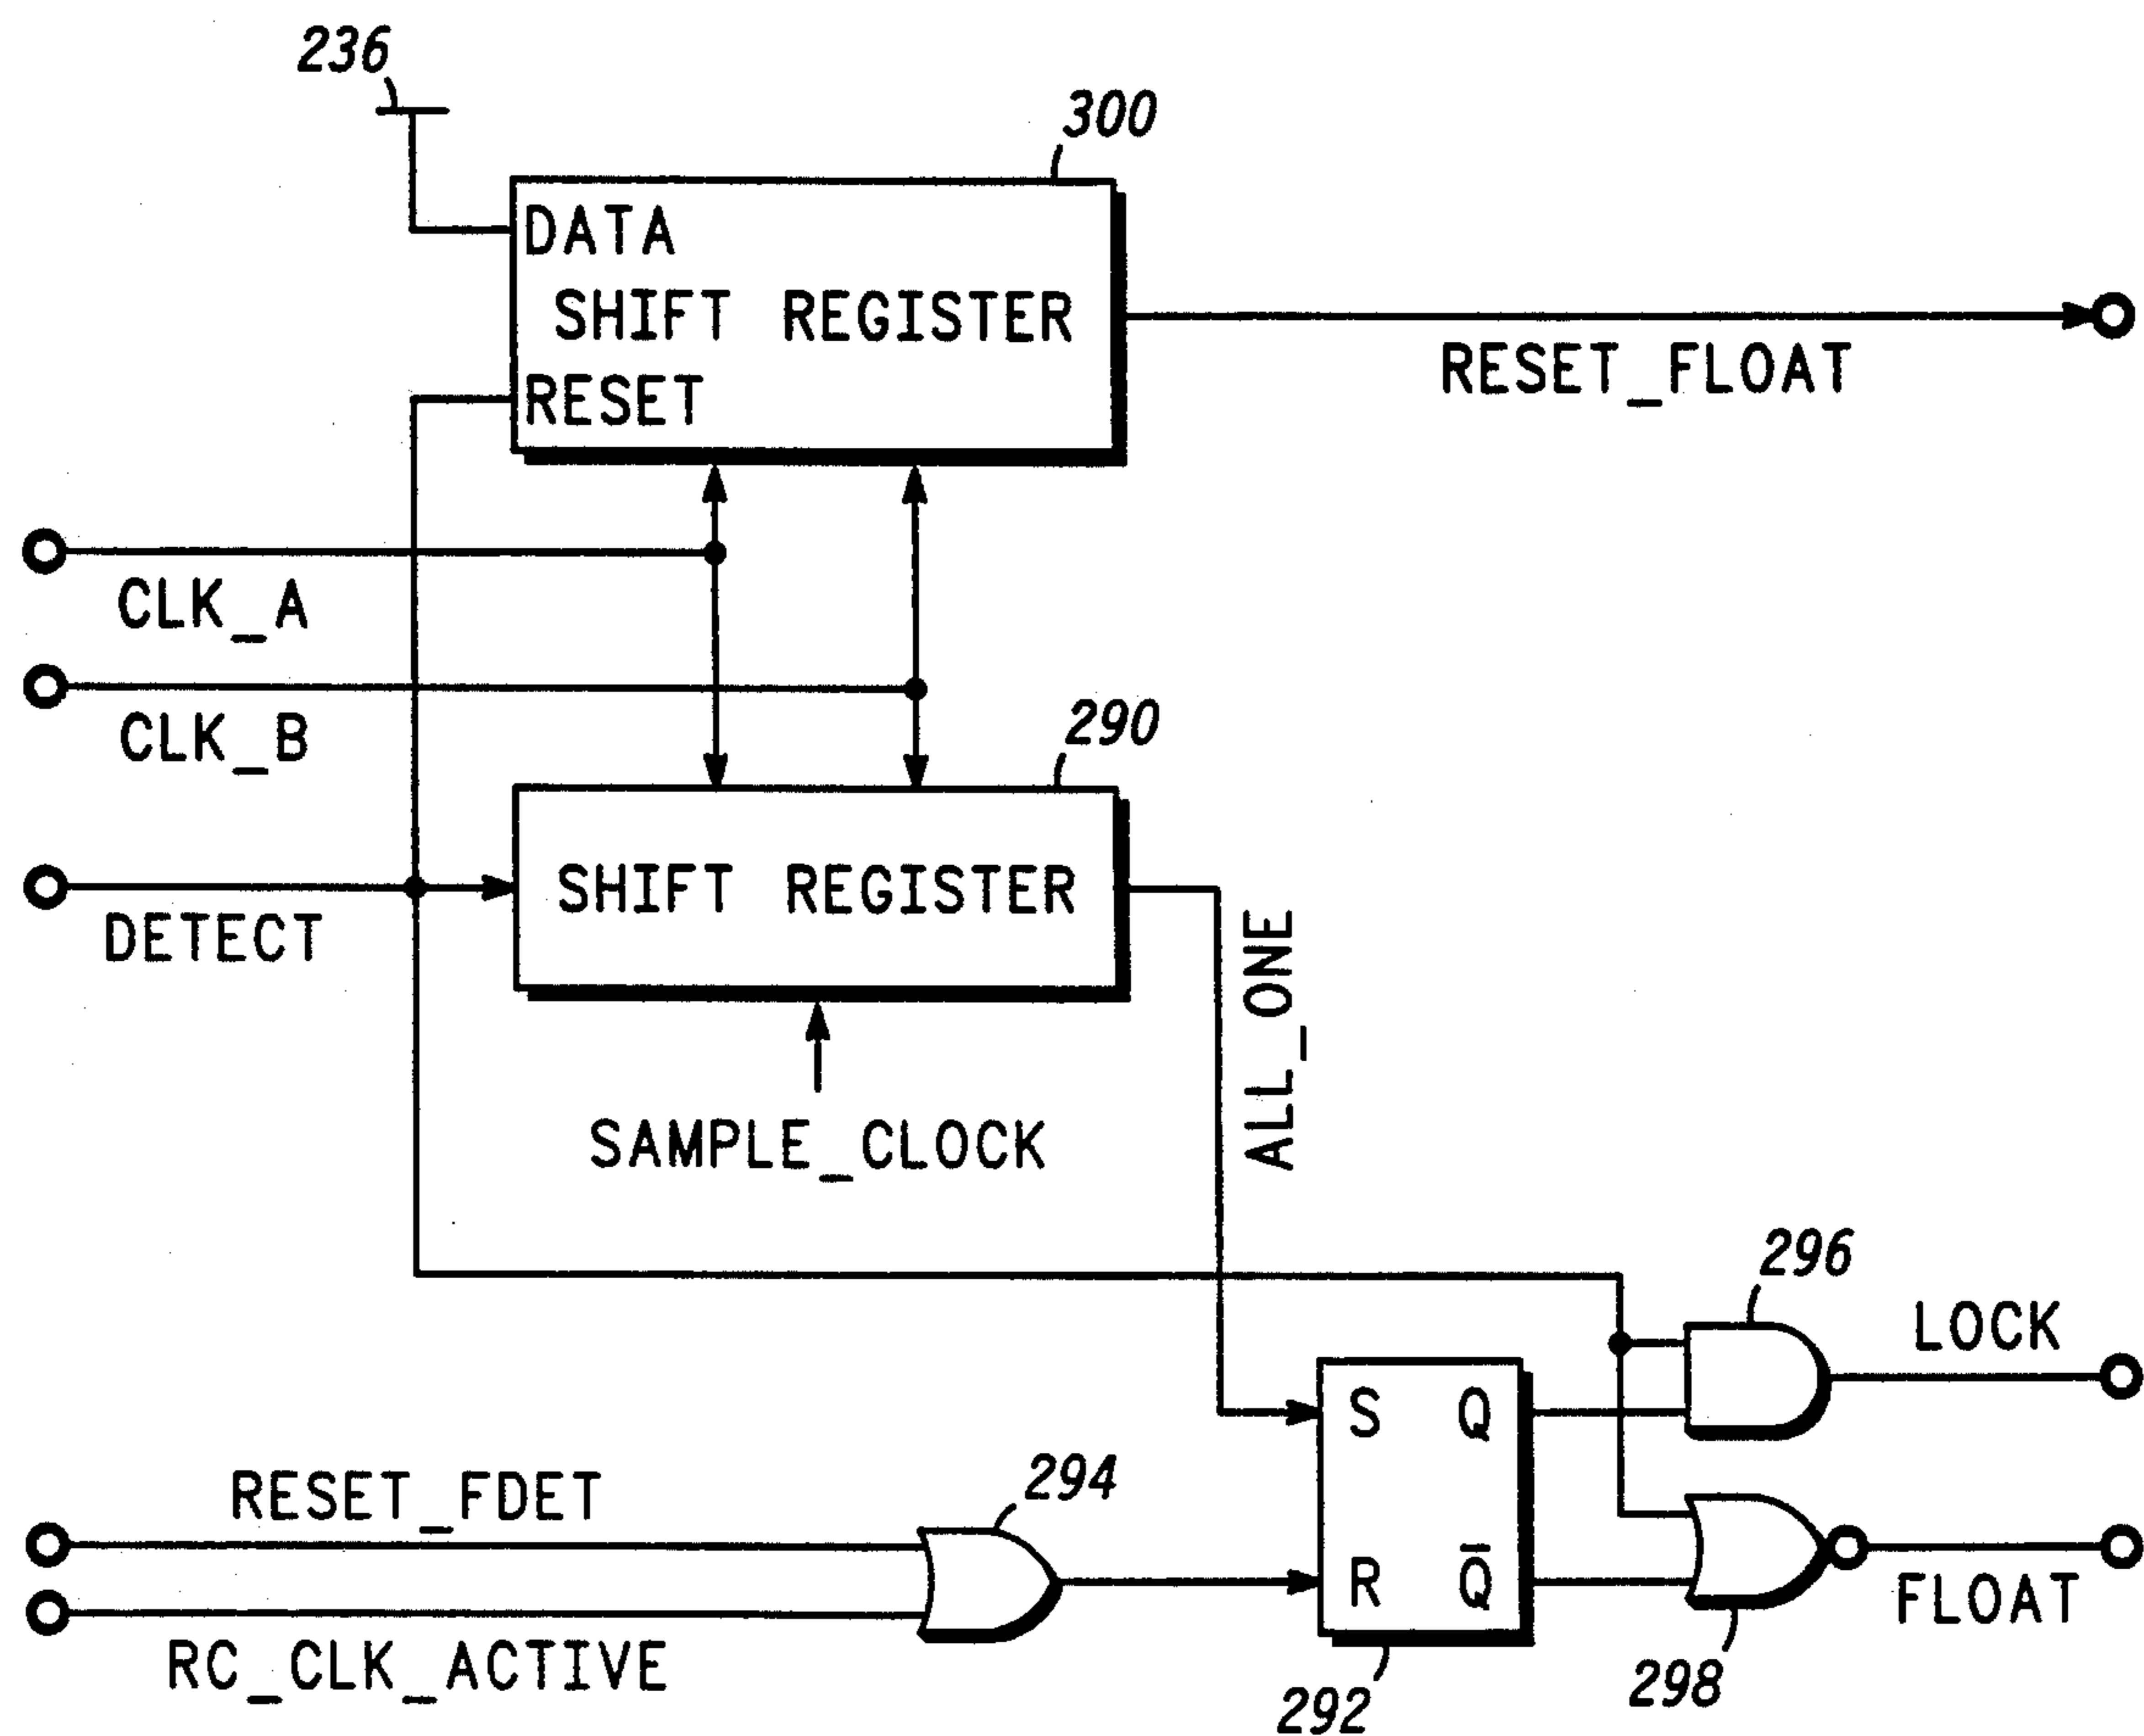 236
300
DATA
SHIFT REGISTER
RESET
RESET_FLOAT
CLK_A
CLK_B
290
SHIFT REGISTER
DETECT
ALL_ONE
SAMPLE_CLOCK
296
LOCK
S Q
RESET_FDET
294
R Q̅
FLOAT
RC_CLK_ACTIVE
292
298